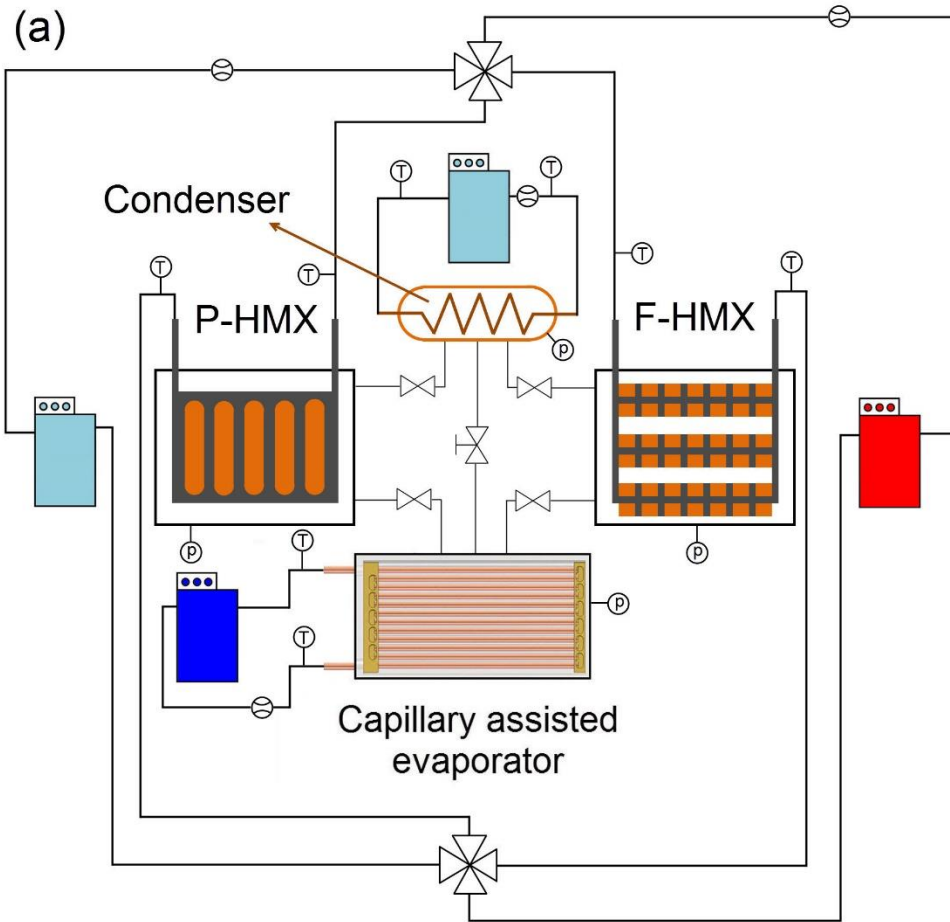 (a)
T
T
Condenser
T
T
T
T
P-HMX
F-HMX
p
p
p
T
p
T
Capillary assisted
evaporator